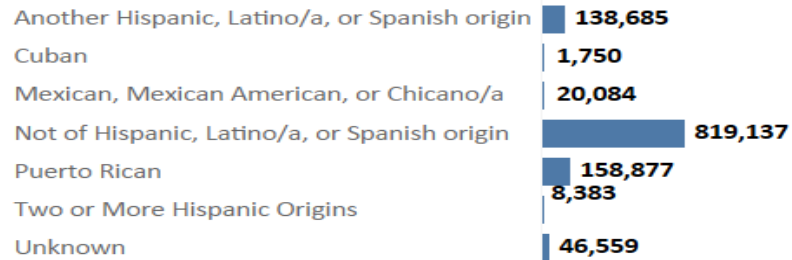 Another Hispanic, Latino/a, or Spanish origin 138,685
Cuban 1,750
Mexican, Mexican American, or Chicano/a 20,084
Not of Hispanic, Latino/a, or Spanish origin 819,137
Puerto Rican 158,877
Two or More Hispanic Origins 8,383
Unknown 46,559